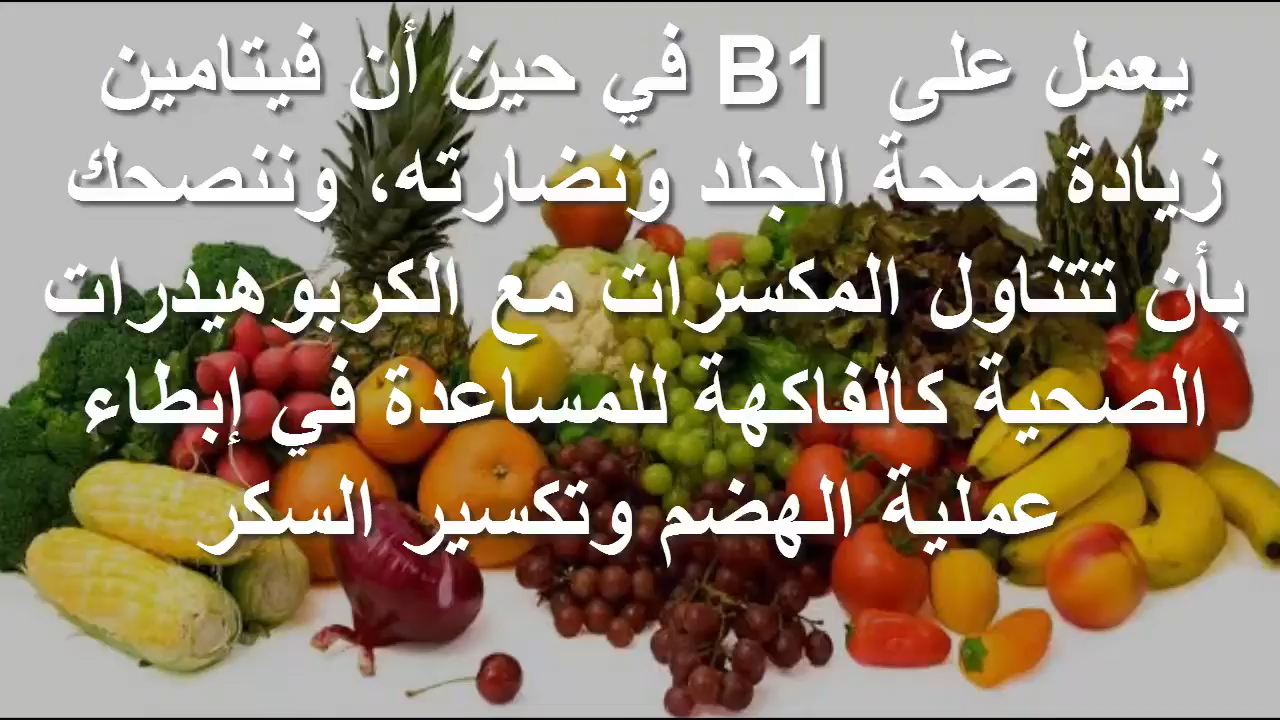 يعمل على B1 في حين أن فيتامين
زيادة صحة الجلد ونضارته، وننصحك
بأن تتناول المكسرات مع الكربوهيدرات
الصحية كالفاكهة للمساعدة في إبطاء
عملية الهضم وتكسير السكر